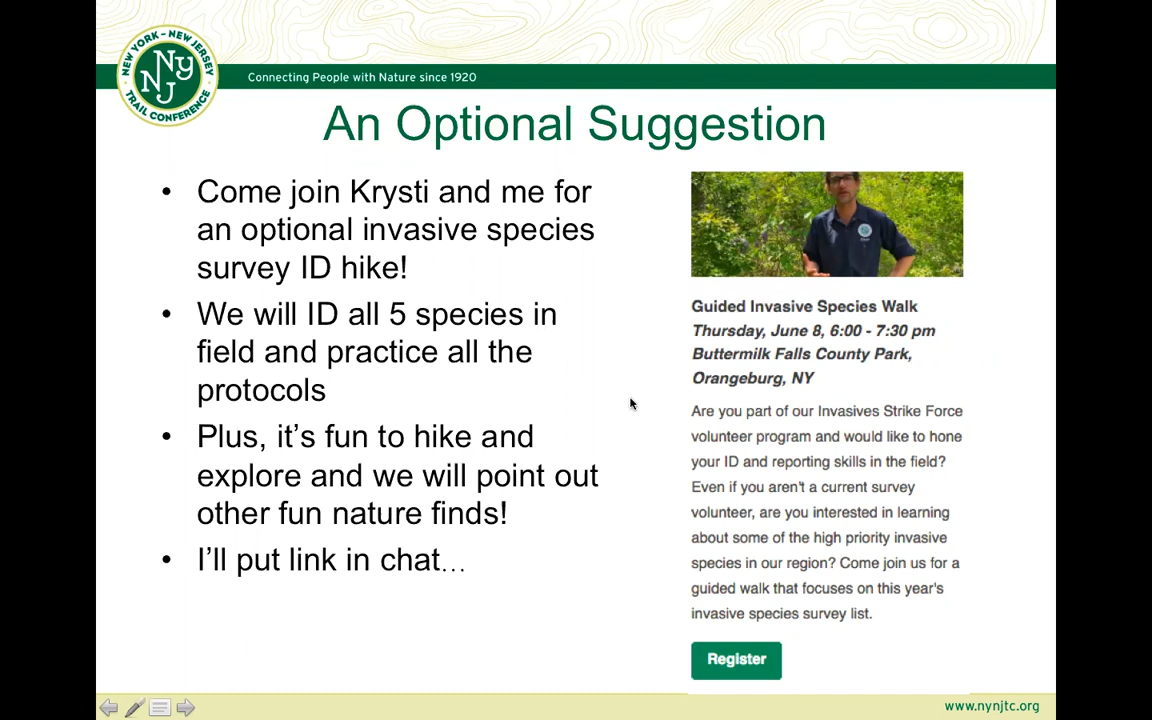 NEW YORK - NEW JERSEY
NY
NJ
TRAIL CONFERENCE
Connecting People with Nature since 1920
An Optional Suggestion
• Come join Krysti and me for
an optional invasive species
survey ID hike!
• We will ID all 5 species in
field and practice all the
protocols
• Plus, it’s fun to hike and
explore and we will point out
other fun nature finds!
• I’ll put link in chat…
Guided Invasive Species Walk
Thursday, June 8, 6:00 - 7:30 pm
Buttermilk Falls County Park,
Orangeburg, NY
Are you part of our Invasives Strike Force
volunteer program and would like to hone
your ID and reporting skills in the field?
Even if you aren't a current survey
volunteer, are you interested in learning
about some of the high priority invasive
species in our region? Come join us for a
guided walk that focuses on this year's
invasive species survey list.
Register
www.nynjtc.org